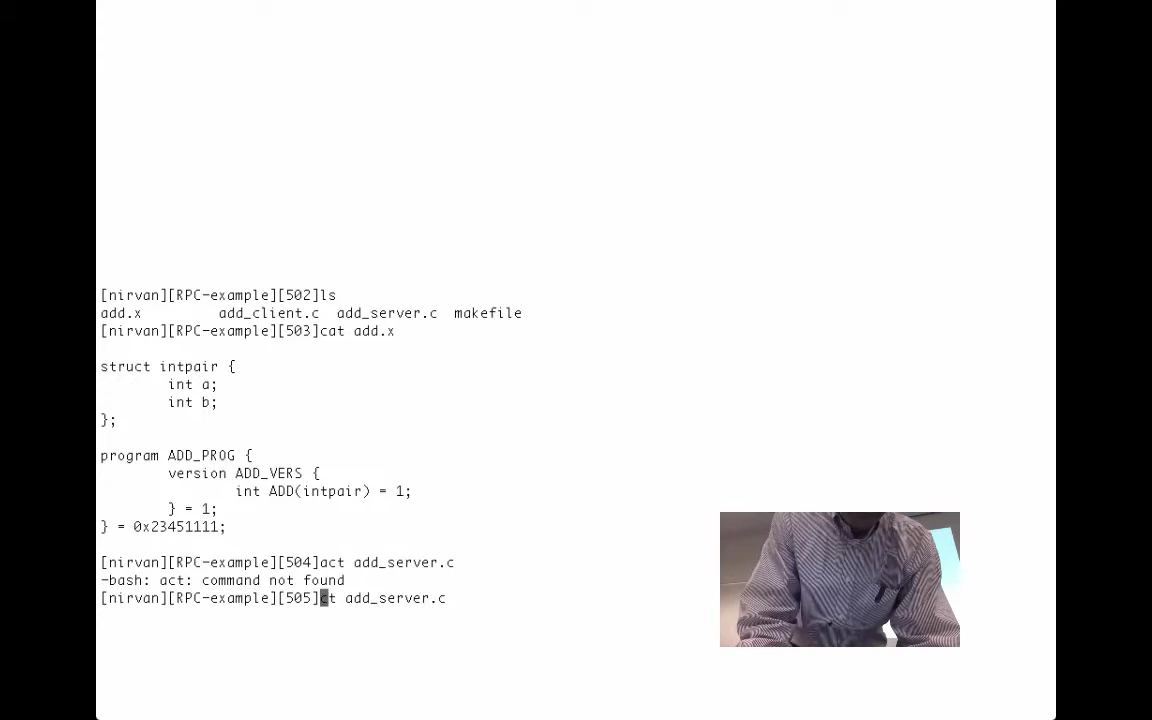 [nirvan][RPC-example][502]ls
add.x add_client.c add_server.c makefile
[nirvan][RPC-example][503]cat add.x
struct intpair {
int a;
int b;
};
program ADD_PROG {
version ADD_VERS {
int ADD(intpair) = 1;
} = 1;
} = 0x23451111;
[nirvan][RPC-example][504]act add_server.c
-bash: act: command not found
[nirvan][RPC-example][505]ct add_server.c